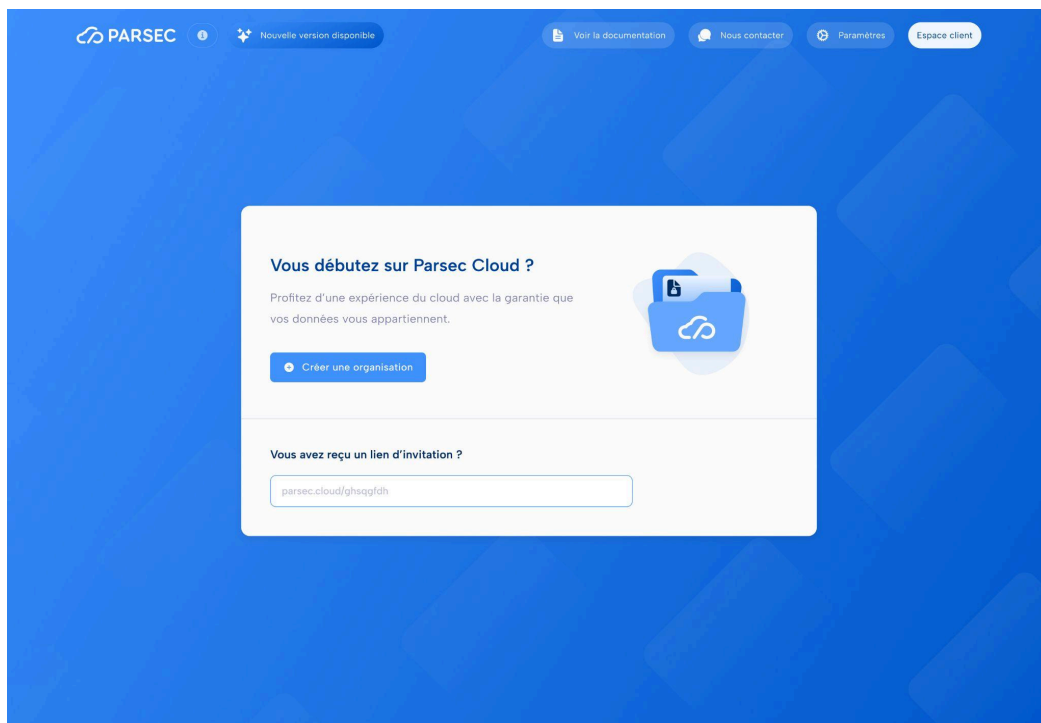 PARSEC
Nouvelle version disponible
Voir la documentation
Nous contacter
Paramètres
Espace client
Vous débutez sur Parsec Cloud ?
Profitez d'une expérience du cloud avec la garantie que
vos données vous appartiennent.
Créer une organisation
Vous avez reçu un lien d'invitation ?
parsec.cloud/ghsqgfdh